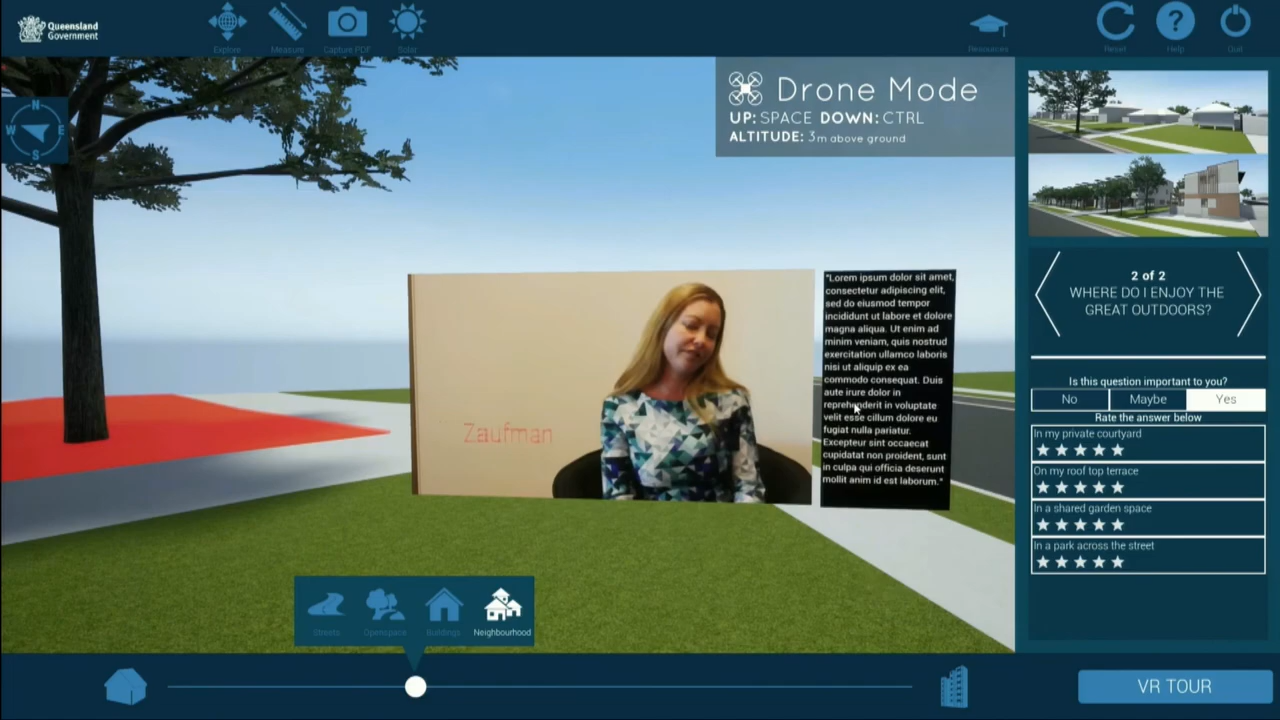 Queensland
Government
Explore
Measure
Capture PDF
Solar
Resources
Reset
Help
Quit
N
W E
S
Drone Mode
UP: SPACE DOWN: CTRL
ALTITUDE: 3m above ground
"Lorem ipsum dolor sit amet,
consectetur adipiscing elit,
sed do eiusmod tempor
incididunt ut labore et dolore
magna aliqua. Ut enim ad
minim veniam, quis nostrud
exercitation ullamco laboris
nisi ut aliquip ex ea
commodo consequat. Duis
aute irure dolor in
reprehenderit in voluptate
velit esse cillum dolore eu
fugiat nulla pariatur.
Excepteur sint occaecat
cupidatat non proident, sunt
in culpa qui officia deserunt
mollit anim id est laborum."
Zaufman
2 of 2
WHERE DO I ENJOY THE
GREAT OUTDOORS?
Is this question important to you?
No Maybe Yes
Rate the answer below
In my private courtyard
On my roof top terrace
In a shared garden space
In a park across the street
Streets
Openspace
Buildings
Neighbourhood
VR TOUR